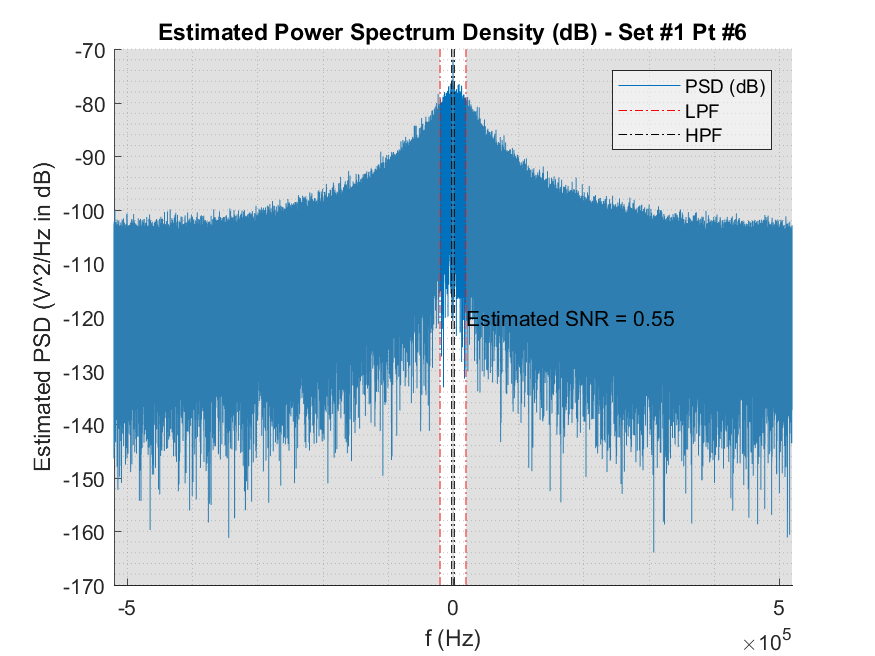 Estimated Power Spectrum Density (dB) - Set #1 Pt #6
-70
-80
-90
-100
-110
-120
-130
-140
-150
-160
-170
Estimated PSD (V^2/Hz in dB)
PSD (dB)
LPF
HPF
Estimated SNR = 0.55
-5
0
5
f (Hz)
×10⁵